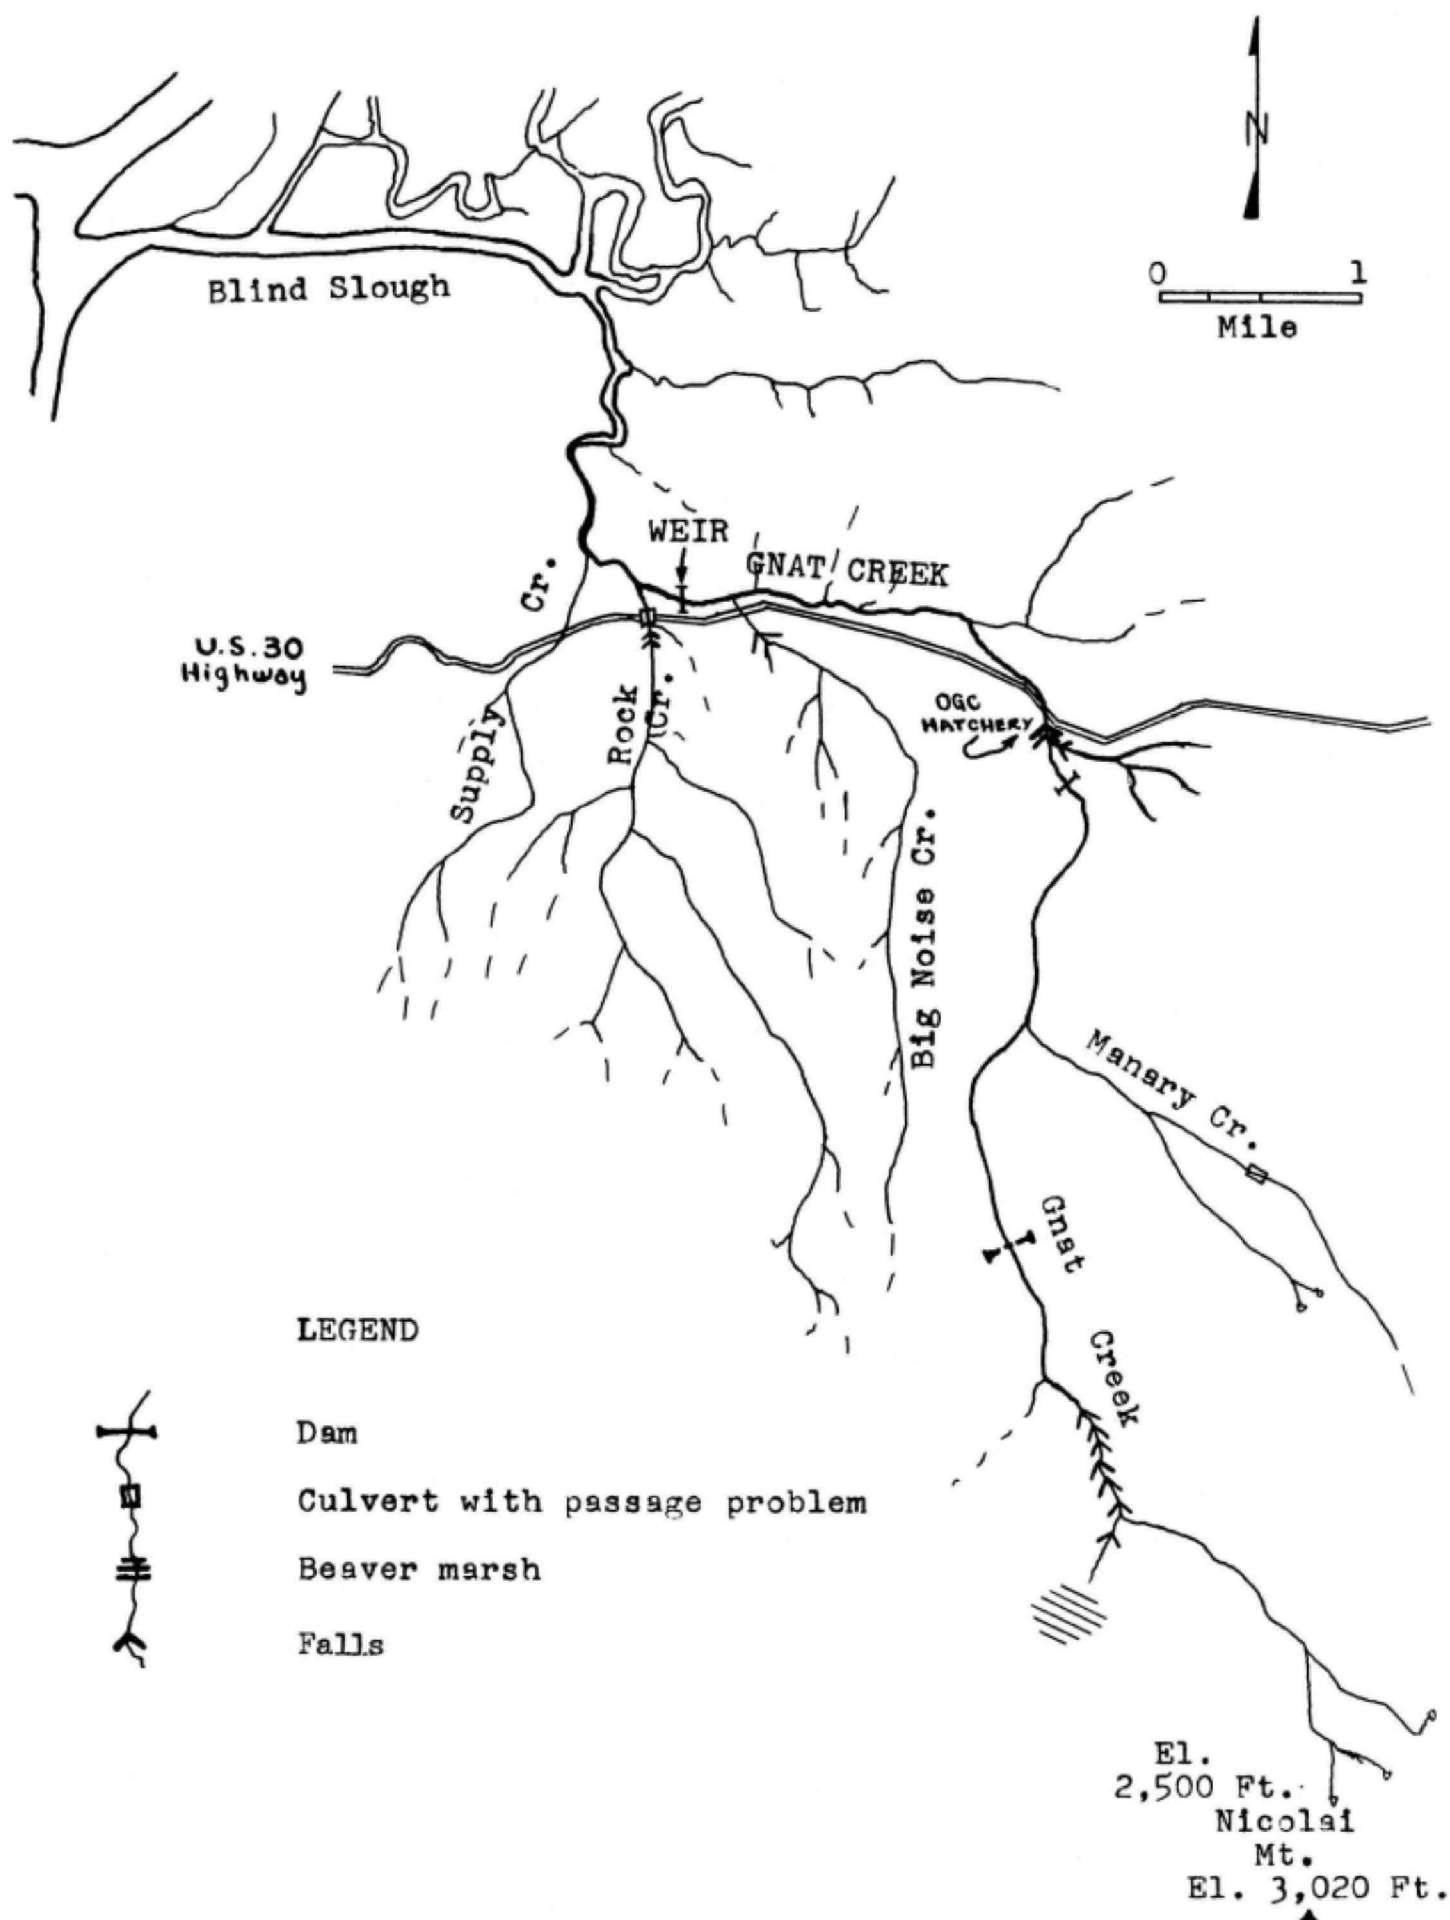 N
0 1
Mile
Blind Slough
WEIR
GNAT CREEK
Cr.
U.S.30
Highway
Supply
Rock
Cr.
OGC
HATCHERY
Big Noise Cr.
Manary Cr.
Gnat
Creek
LEGEND
Dam
Culvert with passage problem
Beaver marsh
Falls
El.
2,500 Ft.
Nicolai
Mt.
El. 3,020 Ft.